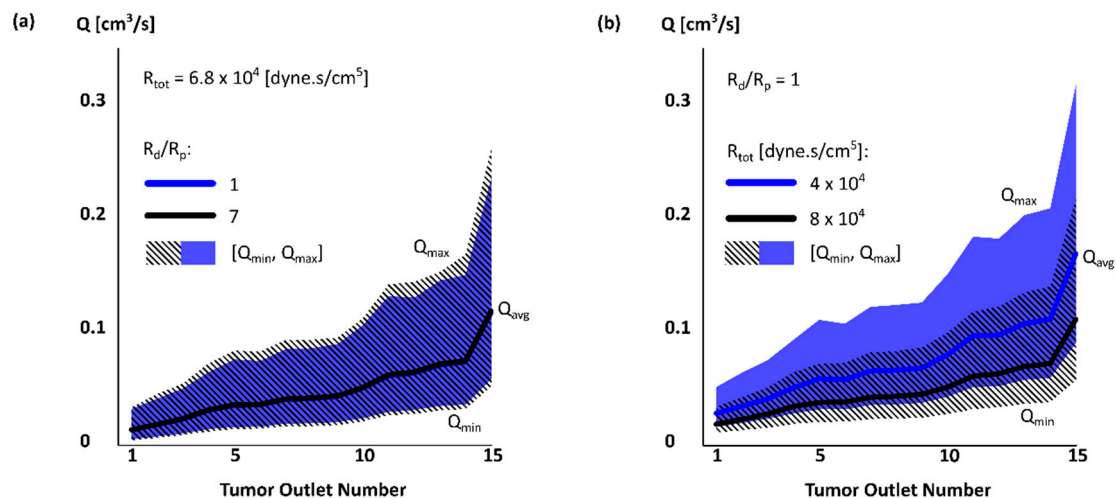 (a)
Q [cm³/s]
R_tot = 6.8 x 10⁴ [dyne.s/cm⁵]
0.3
R_d/R_p:
1
7
[Q_min, Q_max]
0.2
Q_max
Q_avg
0.1
Q_min
0
1 5 10 15
Tumor Outlet Number
(b)
Q [cm³/s]
R_d/R_p = 1
0.3
R_tot [dyne.s/cm⁵]:
4 x 10⁴
8 x 10⁴
[Q_min, Q_max]
0.2
Q_max
Q_avg
0.1
Q_min
0
1 5 10 15
Tumor Outlet Number